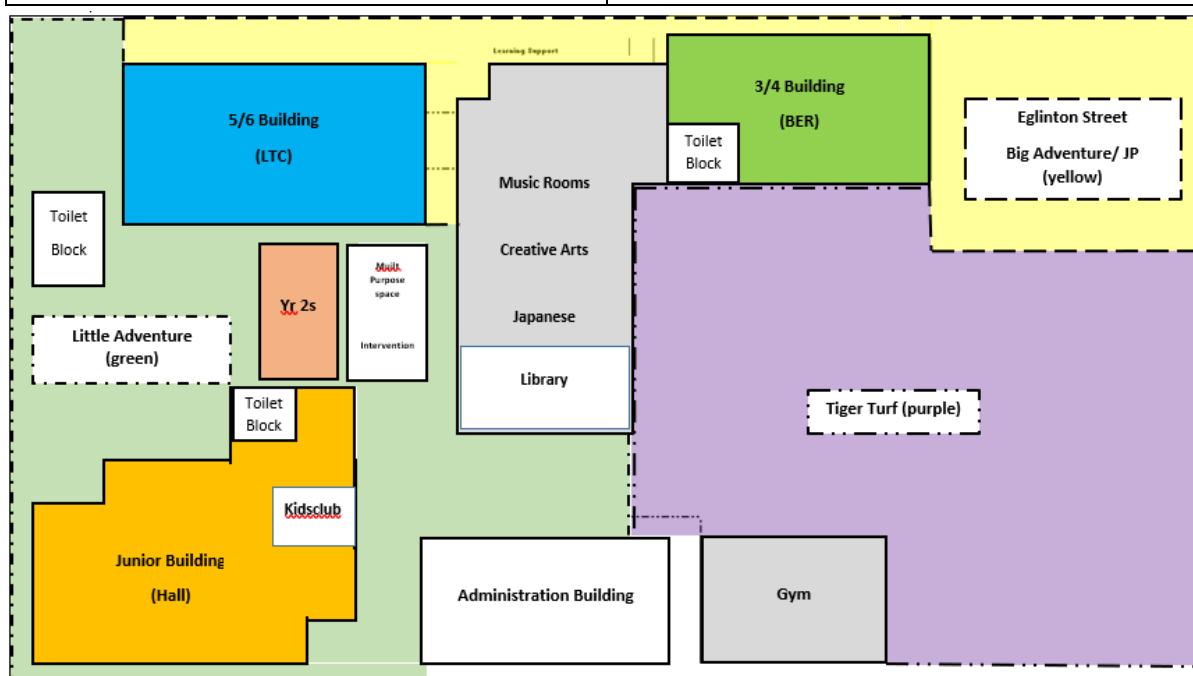 Learning Support
5/6 Building
(LTC)
3/4 Building
(BER)
Toilet
Block
Eglinton Street
Big Adventure/ JP
(yellow)
Music Rooms
Creative Arts
Japanese
Library
Toilet
Block
Yr 2s
Mulit
Purpose
space
Intervention
Little Adventure
(green)
Toilet
Block
Tiger Turf (purple)
Kidsclub
Junior Building
(Hall)
Administration Building
Gym